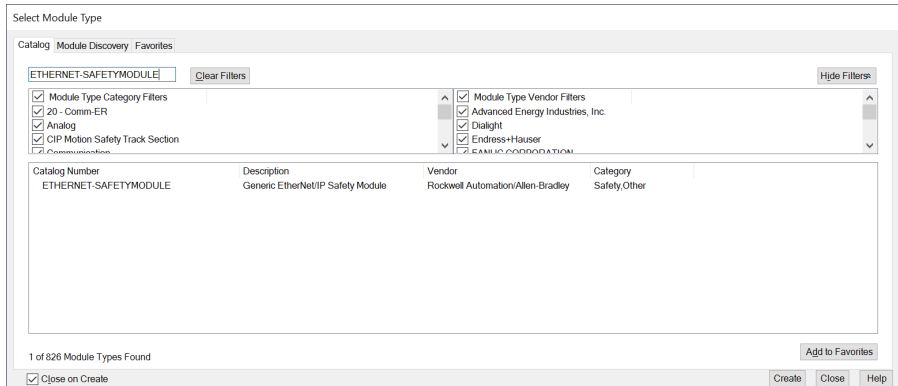 Select Module Type
Catalog Module Discovery Favorites
ETHERNET-SAFETYMODULE Clear Filters Hide Filters
Module Type Category Filters Module Type Vendor Filters
20 - Comm-ER Advanced Energy Industries, Inc.
Analog Dialight
CIP Motion Safety Track Section Endress+Hauser
Communication FANUC CORPORATION
Catalog Number Description Vendor Category
ETHERNET-SAFETYMODULE Generic EtherNet/IP Safety Module Rockwell Automation/Allen-Bradley Safety,Other
1 of 826 Module Types Found Add to Favorites
Close on Create Create Close Help